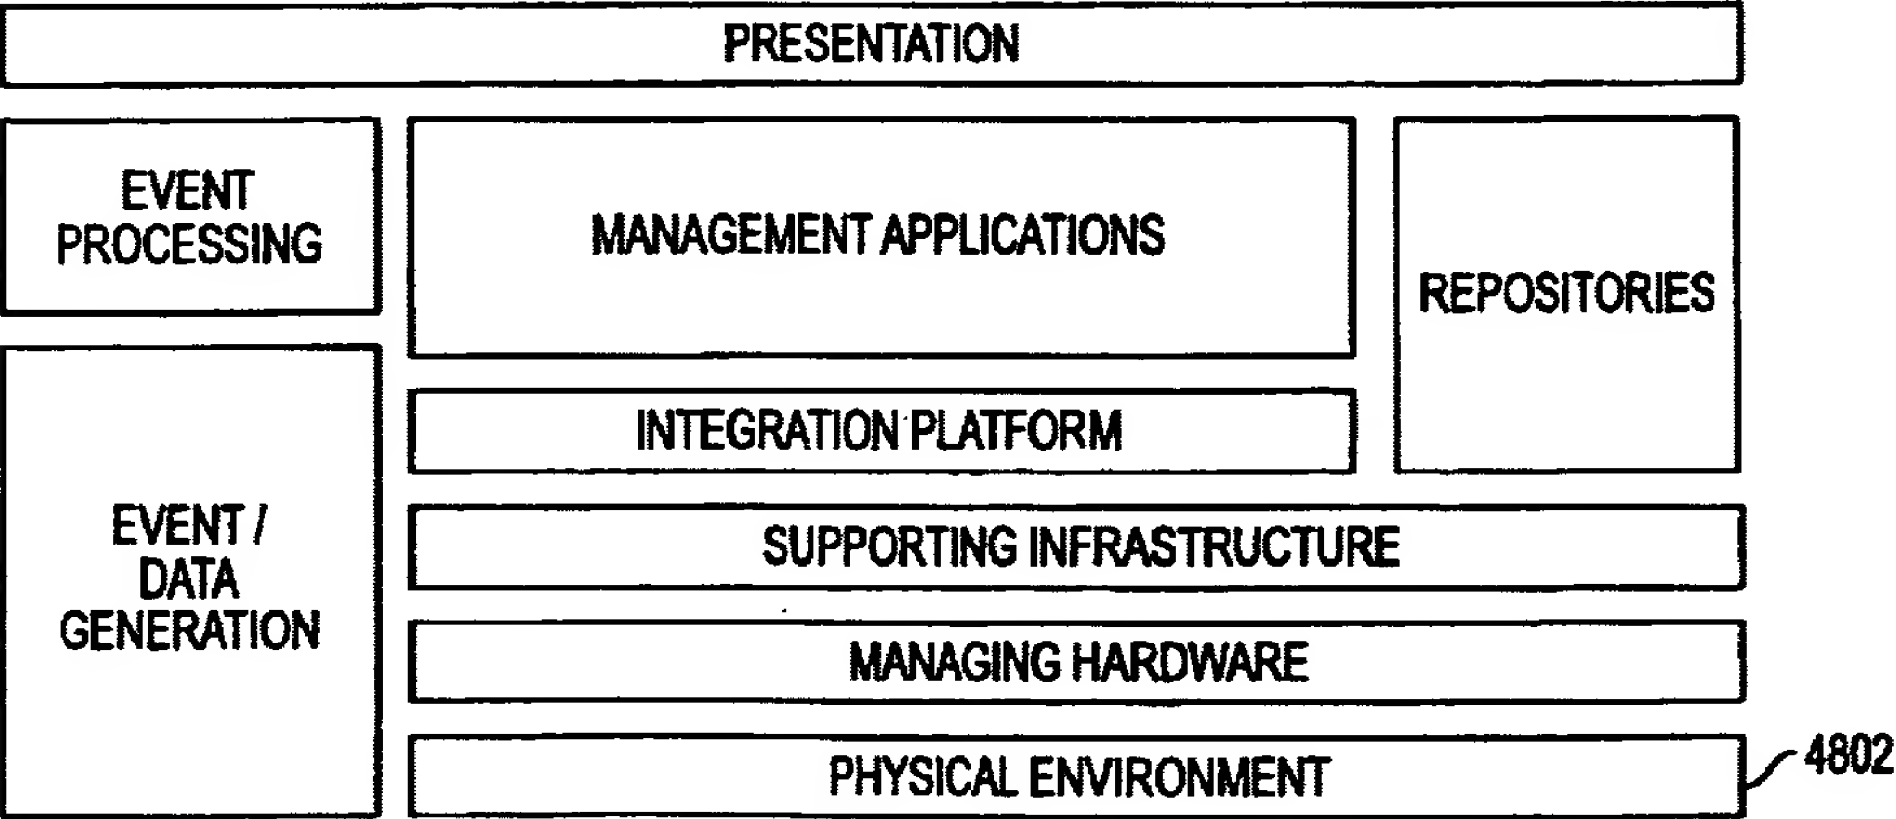 PRESENTATION
EVENT
PROCESSING
MANAGEMENT APPLICATIONS
REPOSITORIES
INTEGRATION PLATFORM
EVENT /
DATA
GENERATION
SUPPORTING INFRASTRUCTURE
MANAGING HARDWARE
PHYSICAL ENVIRONMENT
4802